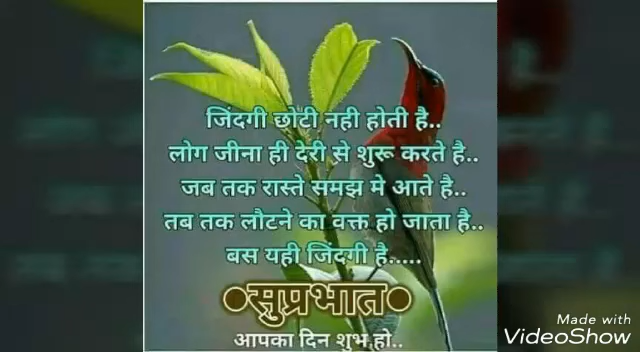 जिंदगी छोटी नही होती है..
लोग जीना ही देरी से शुरू करते है..
जब तक रास्ते समझ मे आते है..
तब तक लौटने का वक्त हो जाता है..
बस यही जिंदगी है.....
सुप्रभात
आपका दिन शुभ हो..
Made with
VideoShow